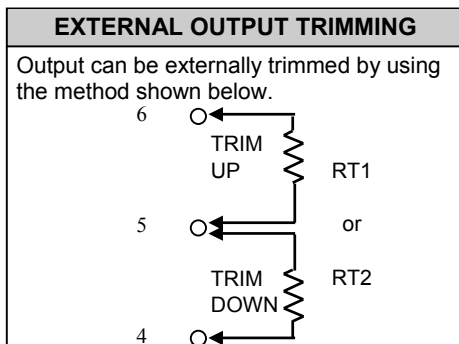 EXTERNAL OUTPUT TRIMMING
Output can be externally trimmed by using
the method shown below.
6
TRIM
UP
RT1
5
or
TRIM
DOWN
RT2
4